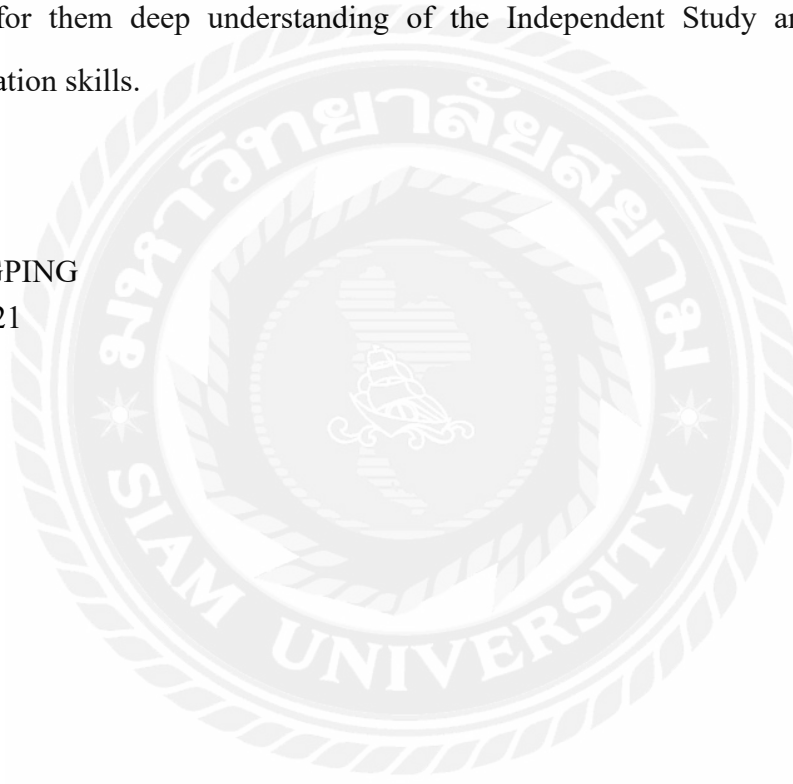 for them deep understanding of the Independent Study
ation skills.
GPING
21
มหาวิทยาลัยสยาม
SIAM UNIVERSITY